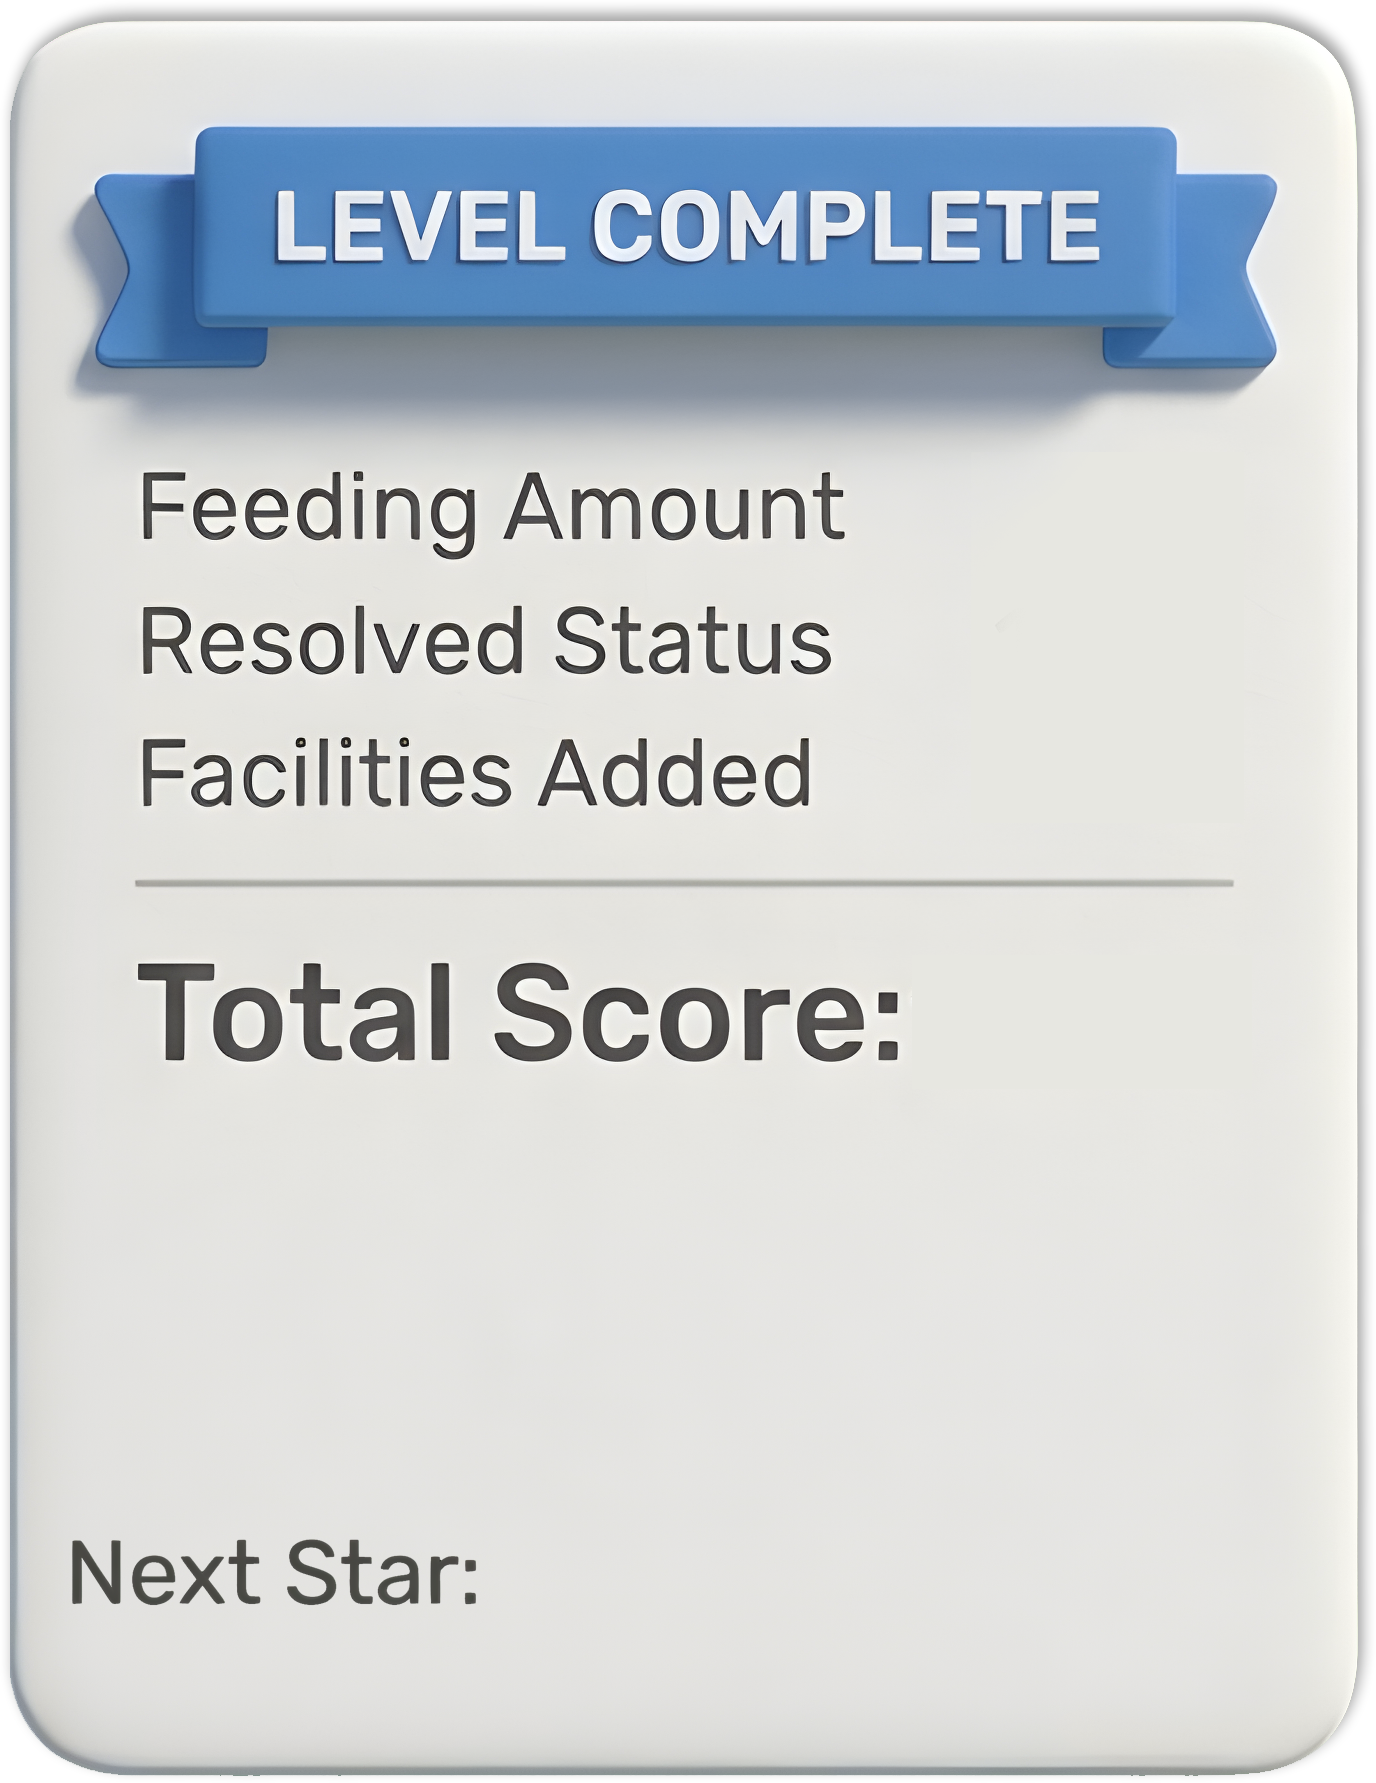 LEVEL COMPLETE
Feeding Amount
Resolved Status
Facilities Added
Total Score:
Next Star: